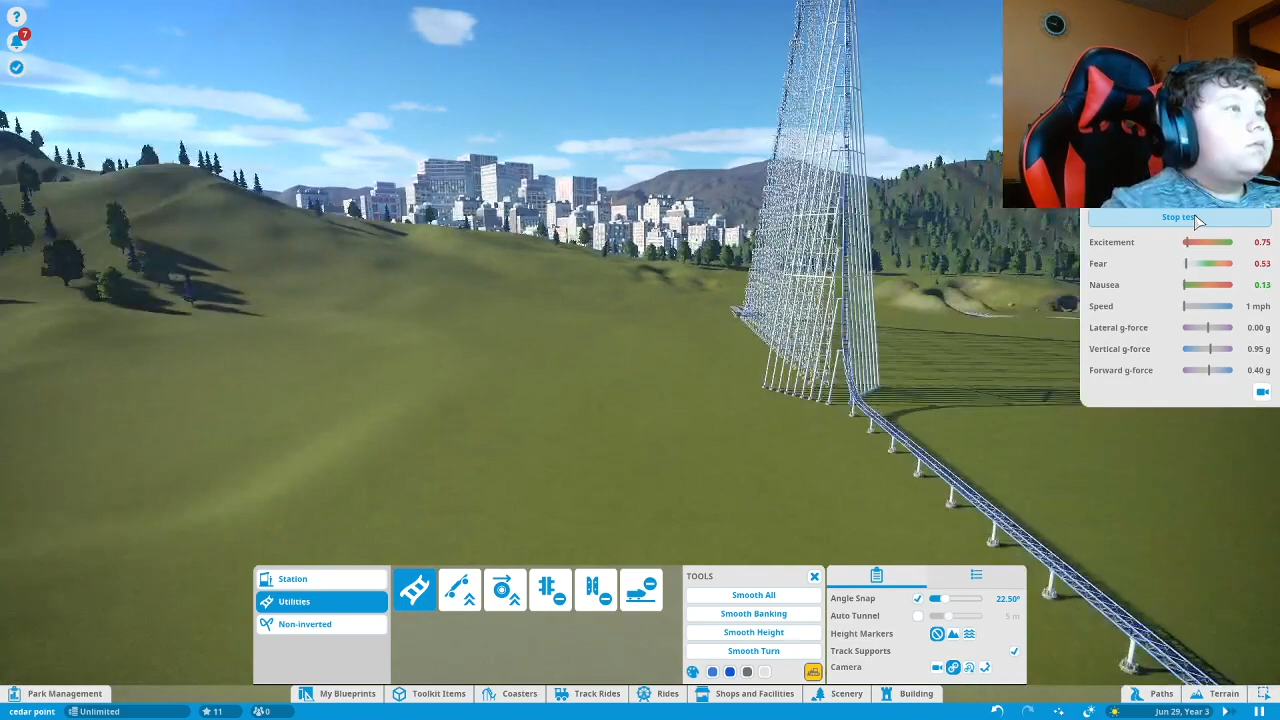 ?
7
Stop tes
Excitement 0.75
Fear 0.53
Nausea 0.13
Speed 1 mph
Lateral g-force 0.00 g
Vertical g-force 0.95 g
Forward g-force 0.40 g
Station
Utilities
Non-inverted
TOOLS
Smooth All
Smooth Banking
Smooth Height
Smooth Turn
Angle Snap 22.50°
Auto Tunnel 5 m
Height Markers
Track Supports
Camera
Park Management
My Blueprints
Toolkit Items
Coasters
Track Rides
Rides
Shops and Facilities
Scenery
Building
Paths
Terrain
cedar point
Unlimited
11
0
Jun 29, Year 3